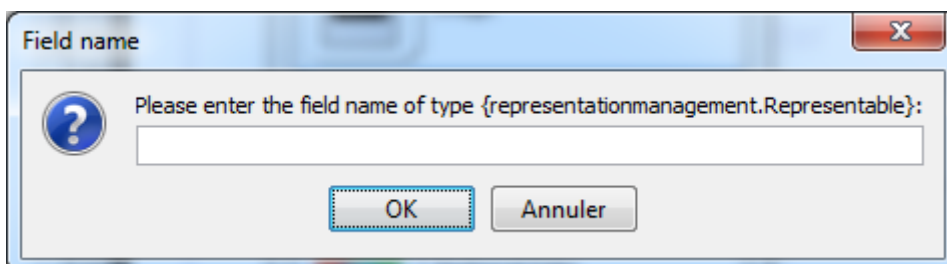 Field name
Please enter the field name of type {representationmanagement.Representable}:
OK
Annuler